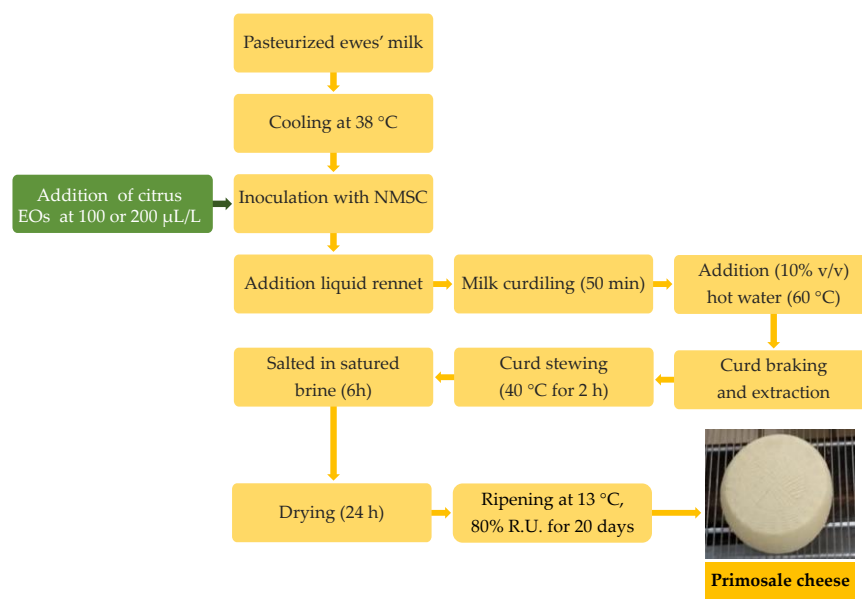 Pasteurized ewes’ milk
Cooling at 38 °C
Addition of citrus
EOs at 100 or 200 µL/L
Inoculation with NMSC
Addition liquid rennet
Milk curdiling (50 min)
Addition (10% v/v)
hot water (60 °C)
Curd braking
and extraction
Curd stewing
(40 °C for 2 h)
Salted in satured
brine (6h)
Drying (24 h)
Ripening at 13 °C,
80% R.U. for 20 days
Primosale cheese